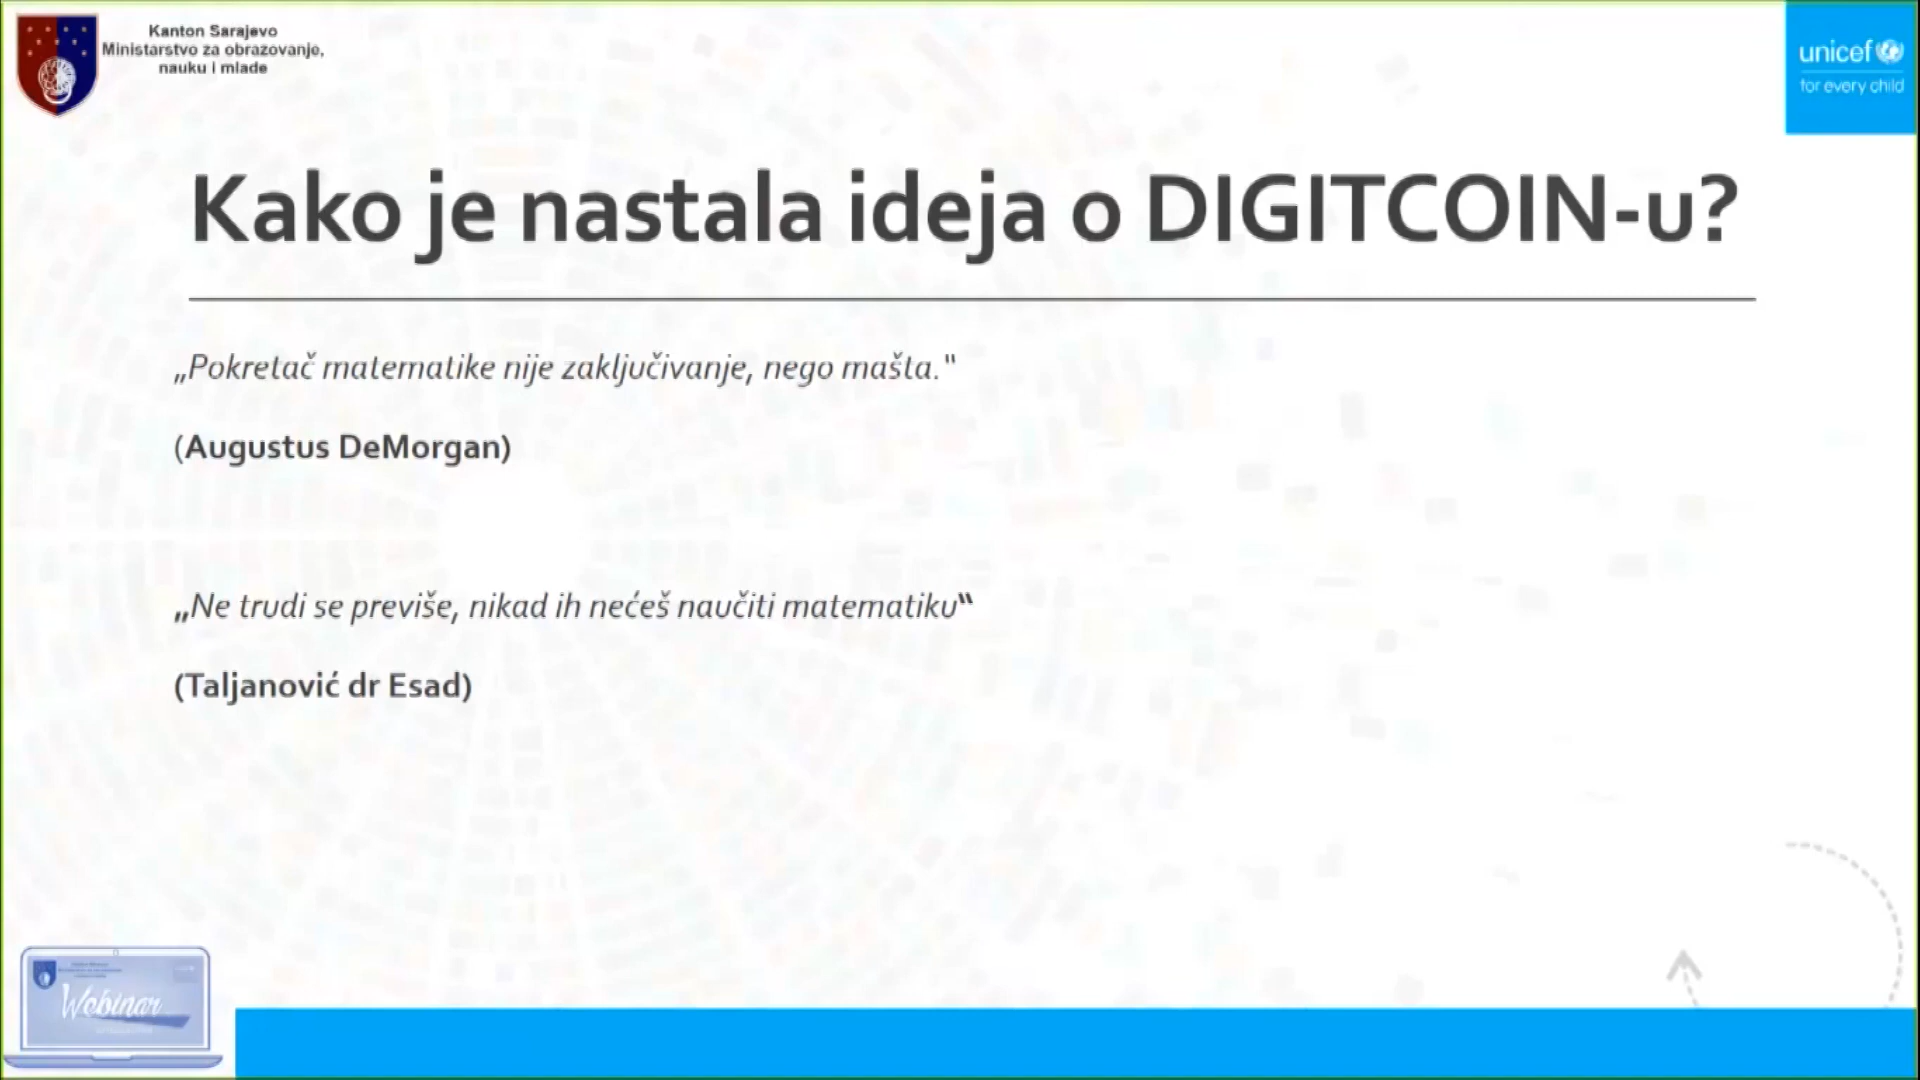 Kanton Sarajevo
Ministarstvo za obrazovanje,
nauku i mlade
unicef
for every child
Kako je nastala ideja o DIGITCOIN-u?
„Pokretač matematike nije zaključivanje, nego mašta."
(Augustus DeMorgan)
„Ne trudi se previše, nikad ih nećeš naučiti matematiku“
(Taljanović dr Esad)
Webinar